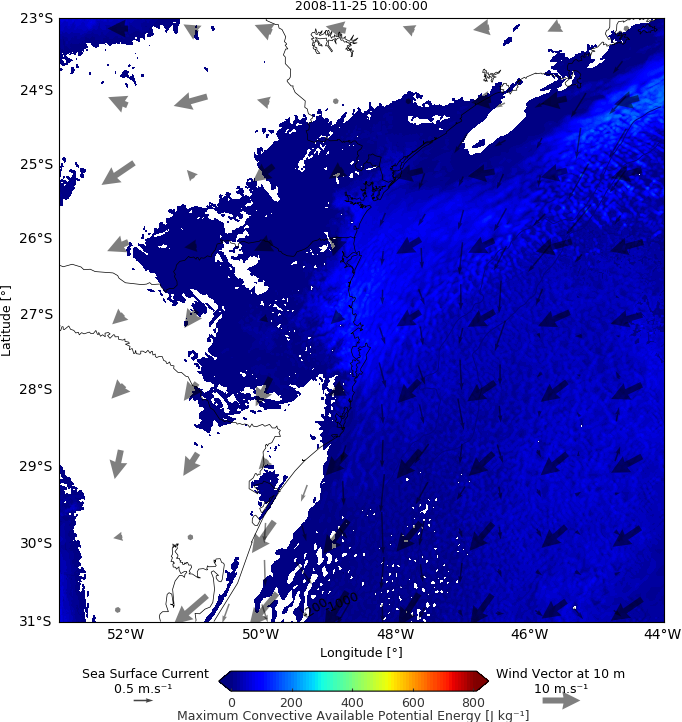 2008-11-25 10:00:00
23°S
24°S
25°S
26°S
27°S
28°S
29°S
30°S
31°S
Latitude [°]
52°W 50°W 48°W 46°W 44°W
Longitude [°]
Sea Surface Current
0.5 m.s⁻¹
Wind Vector at 10 m
10 m.s⁻¹
0 200 400 600 800
Maximum Convective Available Potential Energy [J kg⁻¹]